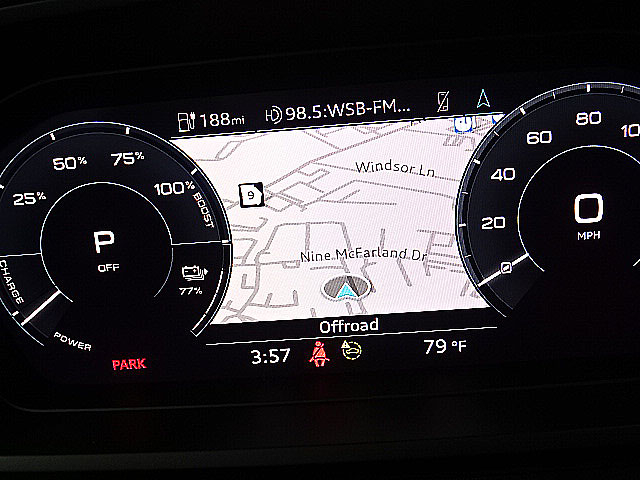 188mi
98.5:WSB-FM...
25%
50%
75%
100%
BOOST
P
OFF
77%
CHARGE
POWER
PARK
9
Windsor Ln
Nine McFarland Dr
Offroad
3:57
79 °F
20
40
60
80
10
0
MPH